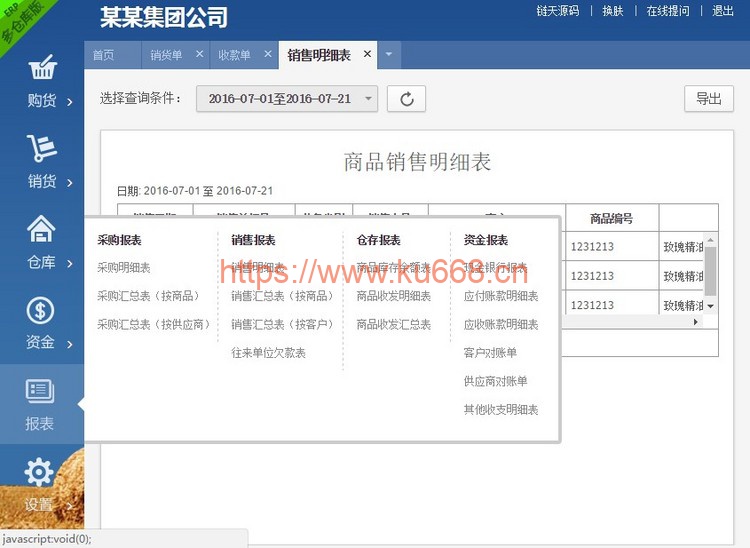 ERP
多仓库版
某某集团公司
链天源码 | 换肤 | 在线提问 | 退出
首页 销货单 收款单 销售明细表
选择查询条件: 2016-07-01至2016-07-21 导出
购货
销货
仓库
资金
报表
设置
商品销售明细表
日期: 2016-07-01 至 2016-07-21
商品编号
1231213 玫瑰精油
1231213 玫瑰精油
1231213 玫瑰精油
采购报表 销售报表 仓存报表 资金报表
采购明细表 销售明细表 商品库存余额表 现金银行报表
采购汇总表（按商品） 销售汇总表（按商品） 商品收发明细表 应付账款明细表
采购汇总表（按供应商） 销售汇总表（按客户） 商品收发汇总表 应收账款明细表
往来单位欠款表 客户对账单
供应商对账单
其他收支明细表
https://www.ku668.cn
javascript:void(0);